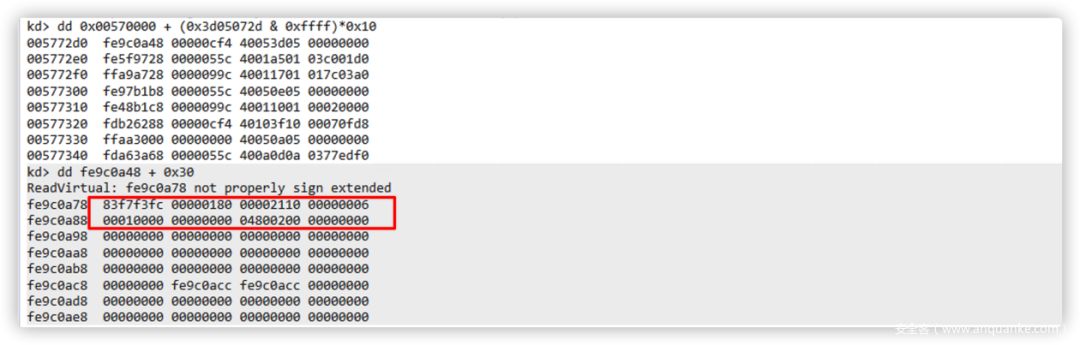 kd> dd 0x00570000 + (0x3d05072d & 0xffff)*0x10
005772d0 fe9c0a48 00000cf4 40053d05 00000000
005772e0 fe5f9728 0000055c 4001a501 03c001d0
005772f0 ffa9a728 0000099c 40011701 017c03a0
00577300 fe97b1b8 0000055c 40050e05 00000000
00577310 fe48b1c8 0000099c 40011001 00020000
00577320 fdb26288 00000cf4 40103f10 00070fd8
00577330 ffaa3000 00000000 40050a05 00000000
00577340 fda63a68 0000055c 400a0d0a 0377edf0
kd> dd fe9c0a48 + 0x30
ReadVirtual: fe9c0a78 not properly sign extended
fe9c0a78 83f7f3fc 00000180 00002110 00000006
fe9c0a88 00010000 00000000 04800200 00000000
fe9c0a98 00000000 00000000 00000000 00000000
fe9c0aa8 00000000 00000000 00000000 00000000
fe9c0ab8 00000000 00000000 00000000 00000000
fe9c0ac8 00000000 fe9c0acc fe9c0acc 00000000
fe9c0ad8 00000000 00000000 00000000 00000000
fe9c0ae8 00000000 00000000 00000000 00000000
安全客 ( www.anquanke.com )